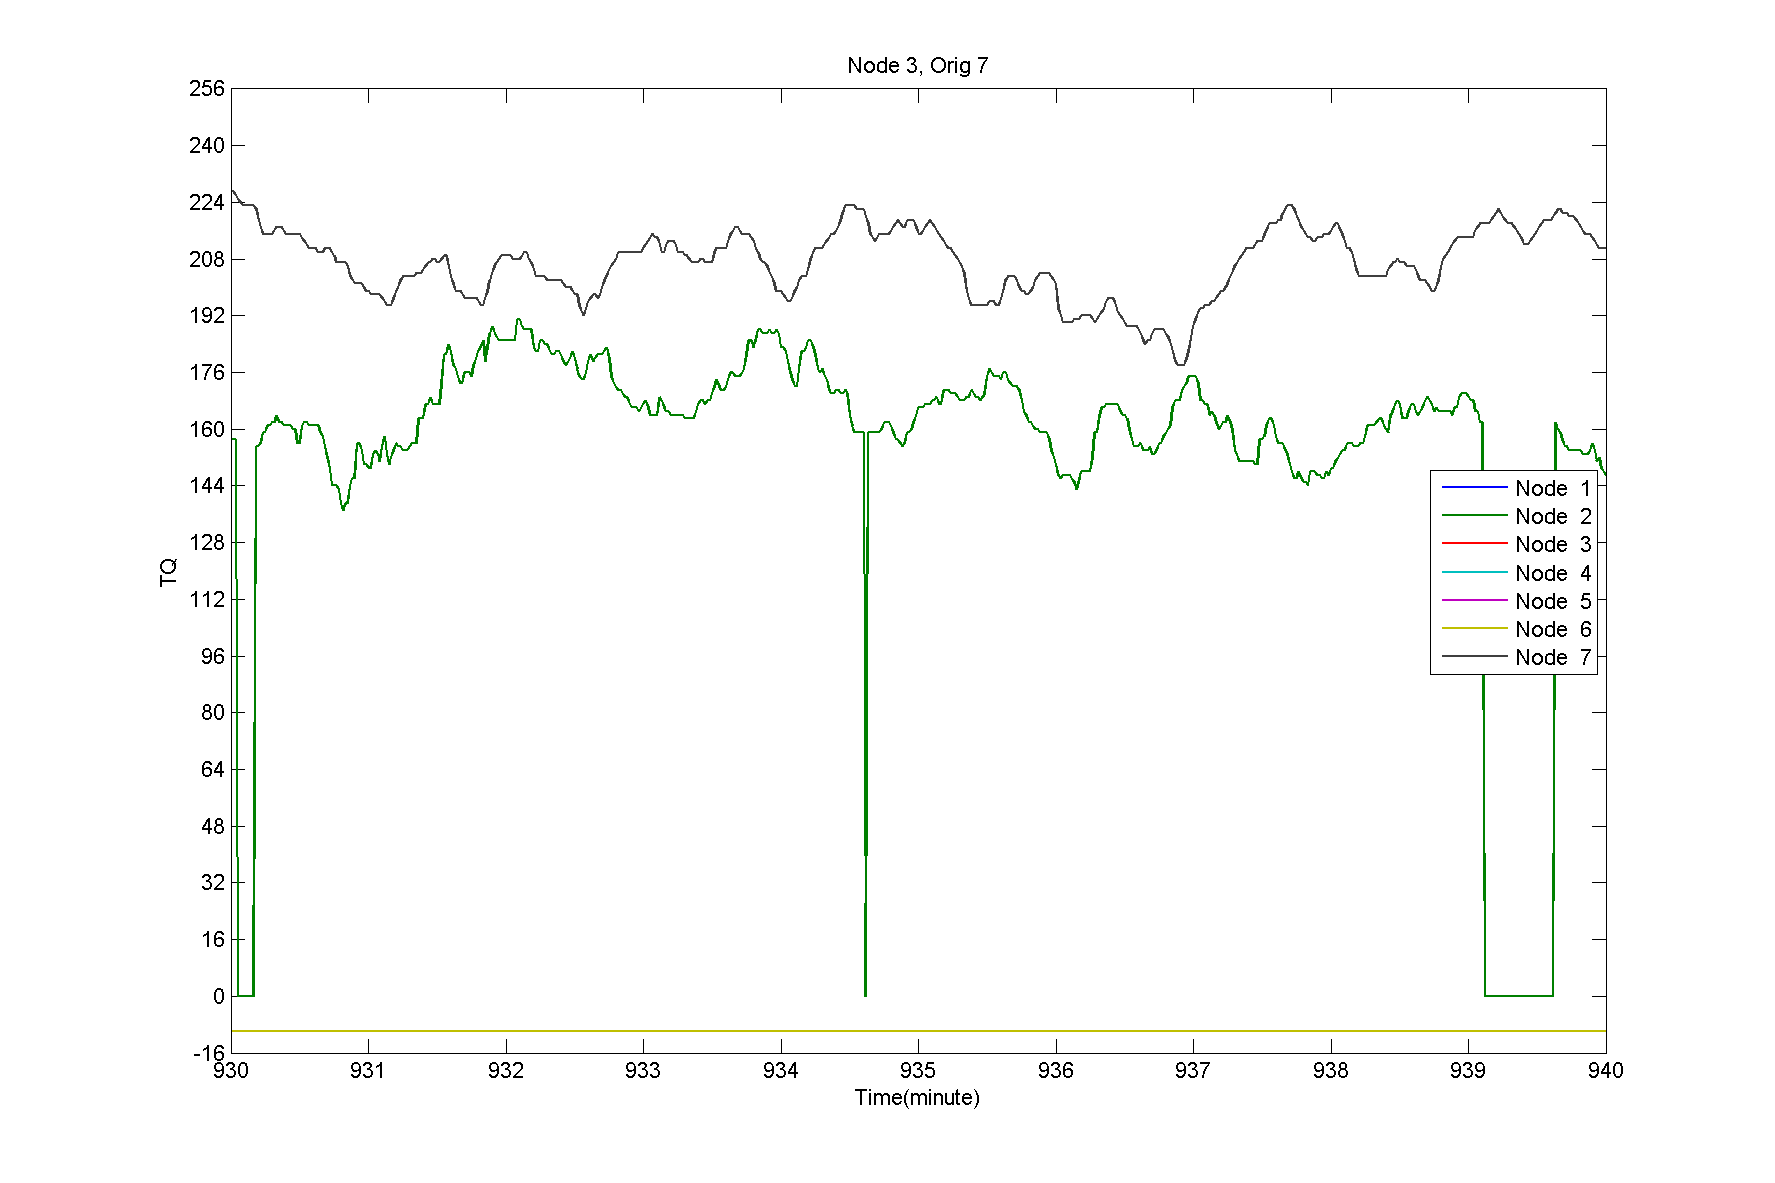 Node 3, Orig 7
256
240
224
208
192
176
160
144
128
112
96
80
64
48
32
16
0
-16
TQ
Node 1
Node 2
Node 3
Node 4
Node 5
Node 6
Node 7
930 931 932 933 934 935 936 937 938 939 940
Time(minute)